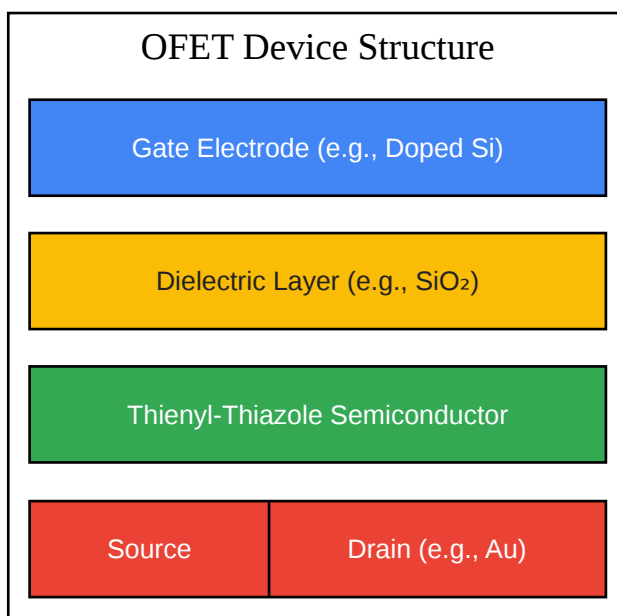 OFET Device Structure
Gate Electrode (e.g., Doped Si)
Dielectric Layer (e.g., SiO₂)
Thienyl-Thiazole Semiconductor
Source
Drain (e.g., Au)